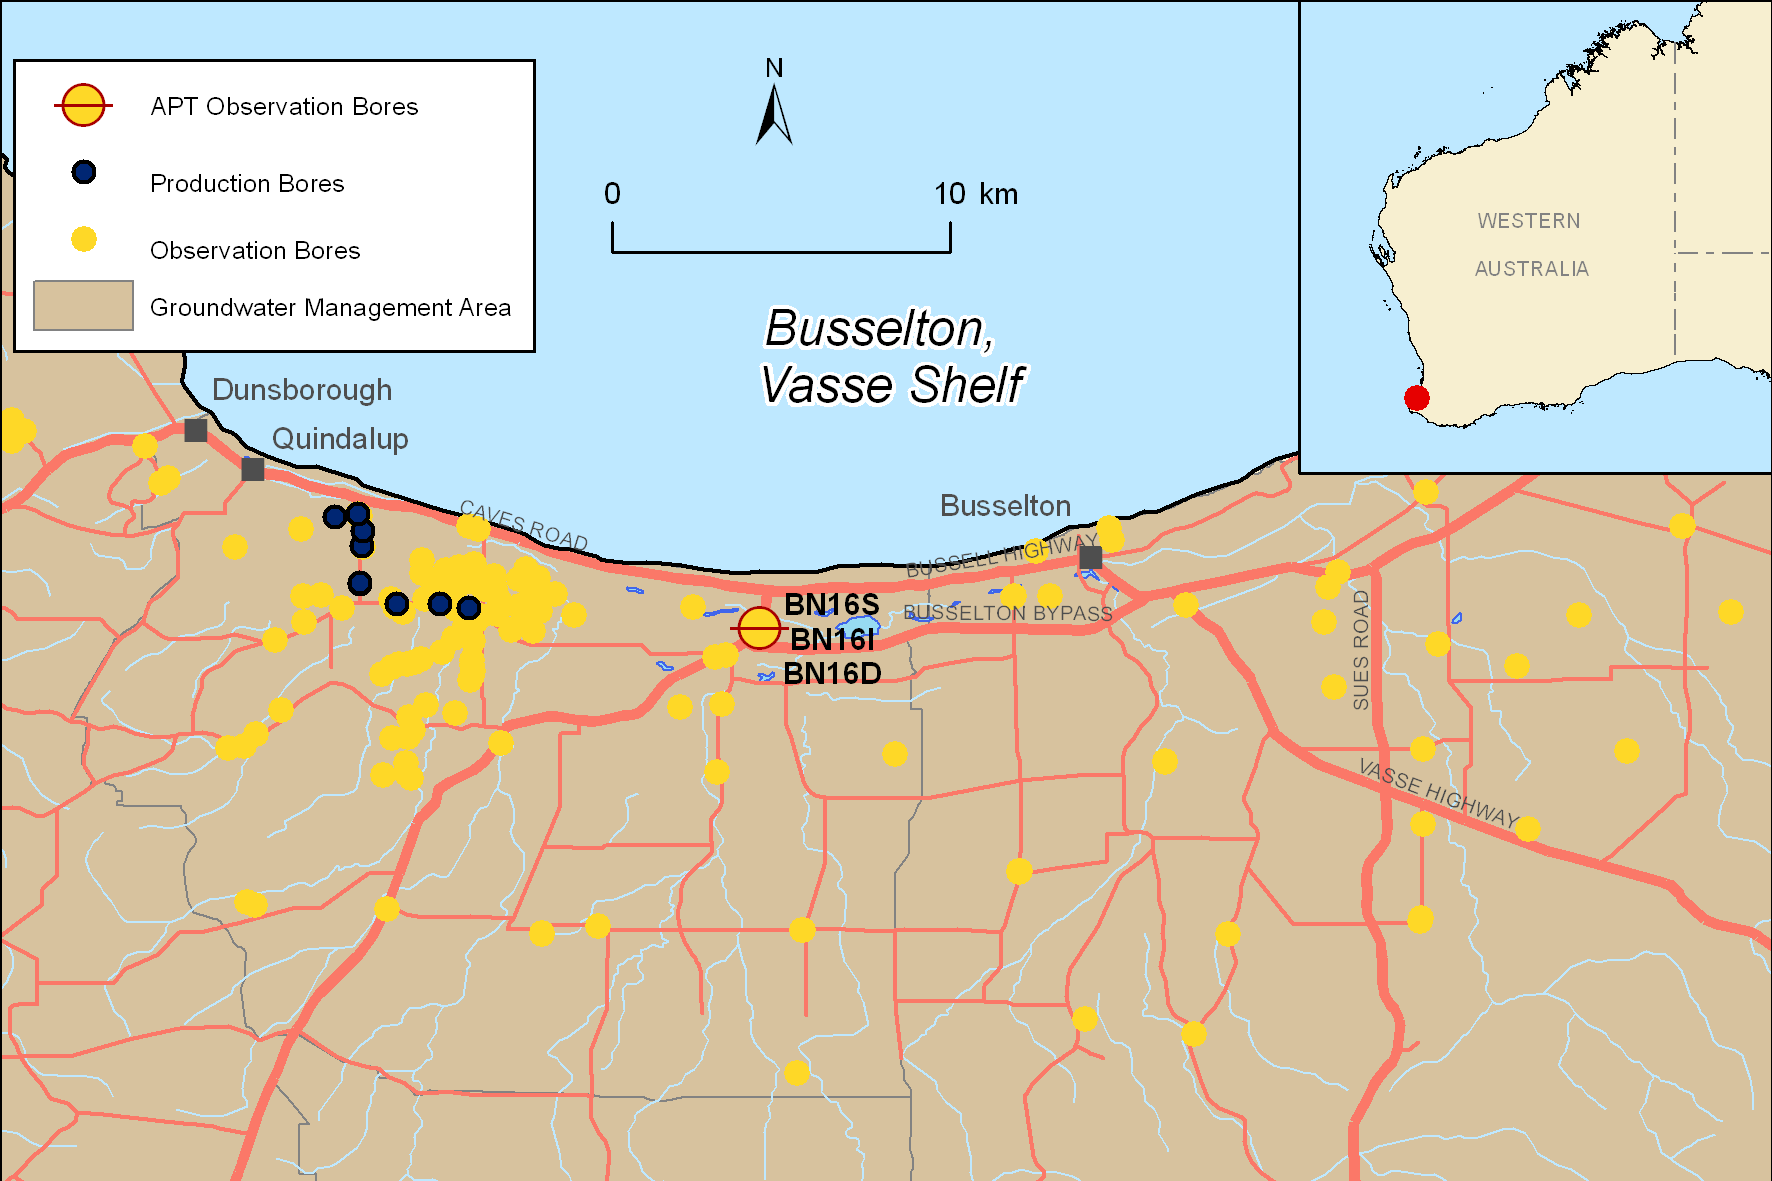 APT Observation Bores
Production Bores
Observation Bores
Groundwater Management Area
N
0 10 km
WESTERN
AUSTRALIA
Busselton,
Vasse Shelf
Dunsborough
Quindalup
CAVES ROAD
Busselton
BUSSELL HIGHWAY
BUSSELTON BYPASS
BN16S
BN16I
BN16D
SUES ROAD
VASSE HIGHWAY